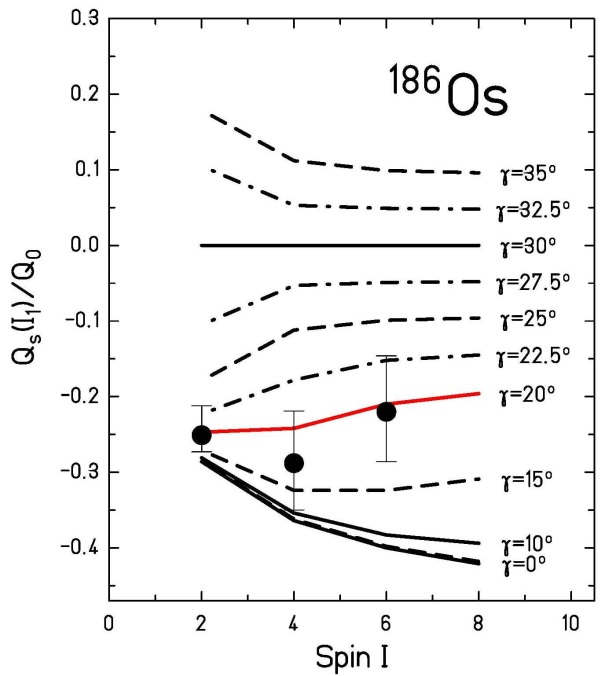 0.3
¹⁸⁶Os
0.2
0.1
γ=35°
γ=32.5°
0.0
γ=30°
γ=27.5°
-0.1
γ=25°
γ=22.5°
-0.2
γ=20°
-0.3
γ=15°
-0.4
γ=10°
γ=0°
Qₛ(I₁)/Q₀
0 2 4 6 8 10
Spin I